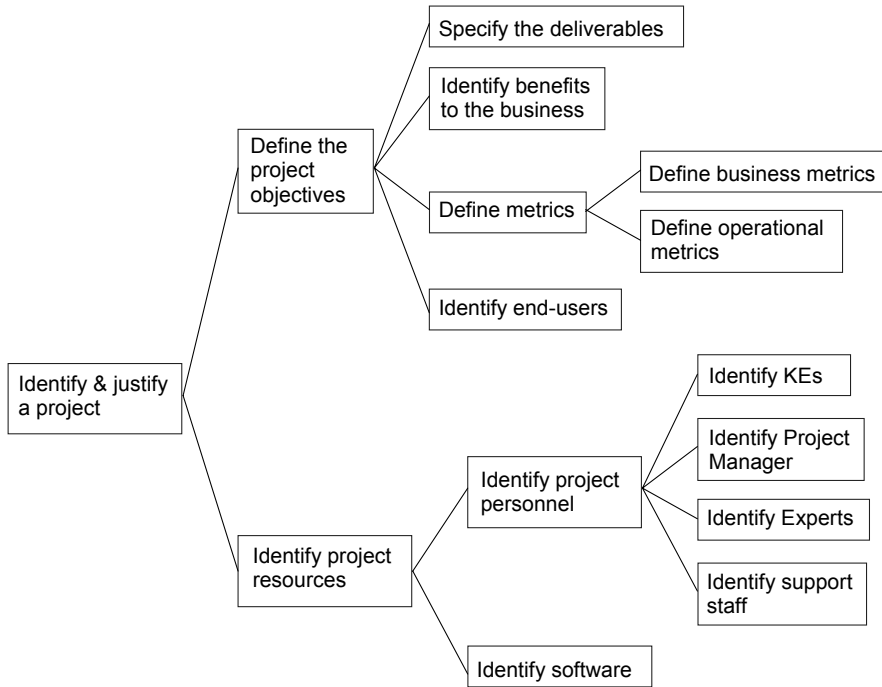 Specify the deliverables
Identify benefits
to the business
Define the
project
objectives
Define metrics
Define business metrics
Define operational
metrics
Identify end-users
Identify & justify
a project
Identify project
resources
Identify project
personnel
Identify KEs
Identify Project
Manager
Identify Experts
Identify support
staff
Identify software